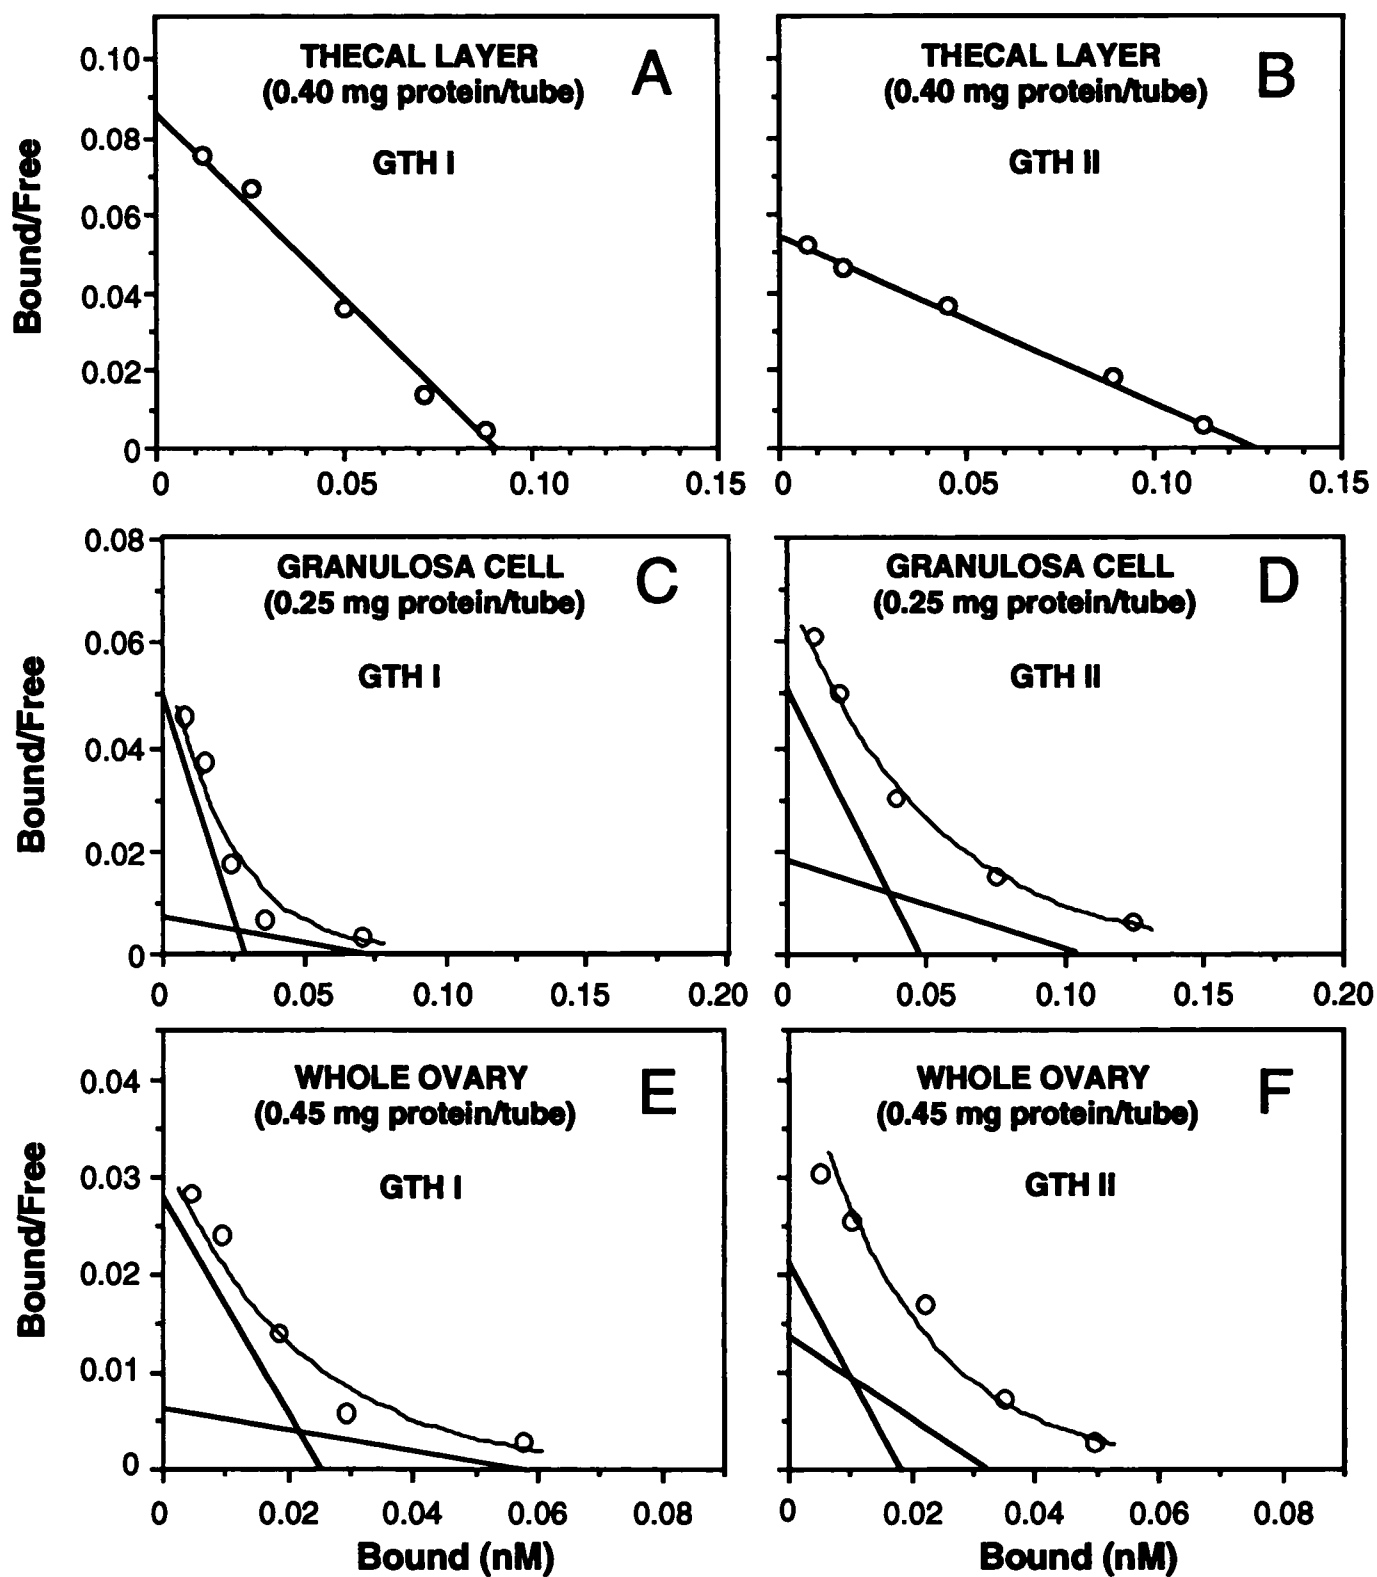 THECAL LAYER
(0.40 mg protein/tube)
A
GTH I
Bound/Free
0.10
0.08
0.06
0.04
0.02
0
0 0.05 0.10 0.15
THECAL LAYER
(0.40 mg protein/tube)
B
GTH II
0 0.05 0.10 0.15
GRANULOSA CELL
(0.25 mg protein/tube)
C
GTH I
Bound/Free
0.08
0.06
0.04
0.02
0
0 0.05 0.10 0.15 0.20
GRANULOSA CELL
(0.25 mg protein/tube)
D
GTH II
0 0.05 0.10 0.15 0.20
WHOLE OVARY
(0.45 mg protein/tube)
E
GTH I
Bound/Free
0.04
0.03
0.02
0.01
0
0 0.02 0.04 0.06 0.08
Bound (nM)
WHOLE OVARY
(0.45 mg protein/tube)
F
GTH II
0 0.02 0.04 0.06 0.08
Bound (nM)